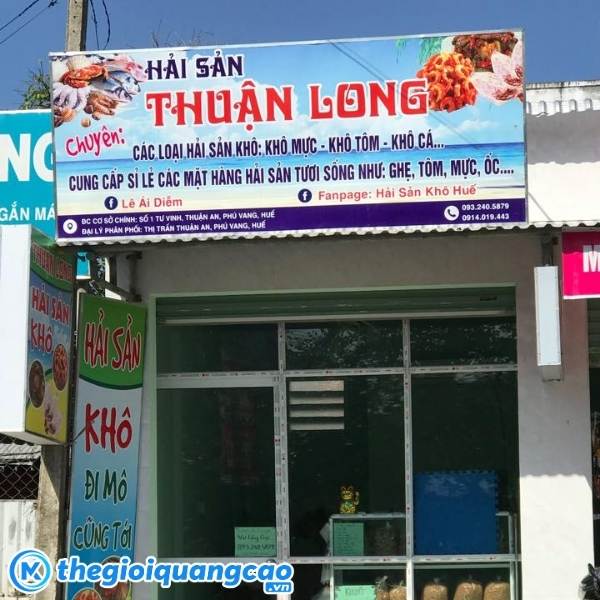 HẢI SẢN
THUẬN LONG
Chuyên:
CÁC LOẠI HẢI SẢN KHÔ: KHÔ MỰC - KHÔ TÔM - KHÔ CÁ...
CUNG CẤP SỈ LẺ CÁC MẶT HÀNG HẢI SẢN TƯƠI SỐNG NHƯ: GHẸ, TÔM, MỰC, ỐC....
Lê Ái Diễm
Fanpage: Hải Sản Khô Huế
ĐC CƠ SỞ CHÍNH: SỐ 1 TƯ VINH, THUẬN AN, PHÚ VANG, HUẾ
ĐẠI LÝ PHÂN PHỐI: THỊ TRẤN THUẬN AN, PHÚ VANG, HUẾ
093.240.5879
0914.019.443
NG
GẮN MÁ
M
THUẬN LONG
HẢI SẢN
KHÔ
HẢI SẢN
KHÔ
ĐI MÔ
CŨNG TỚI
thegioiquangcao
.vn